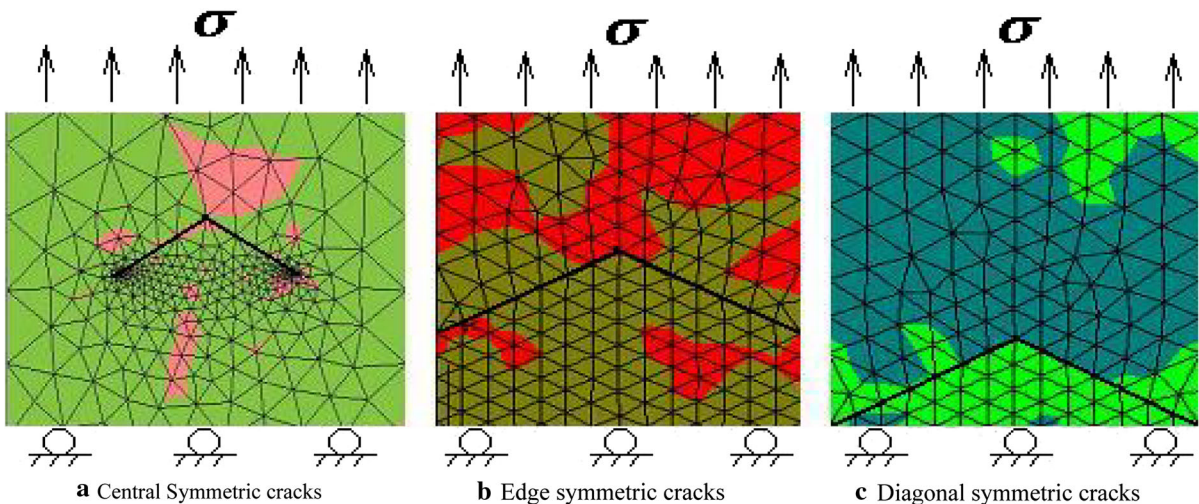 σ
σ
σ
a Central Symmetric cracks
b Edge symmetric cracks
c Diagonal symmetric cracks